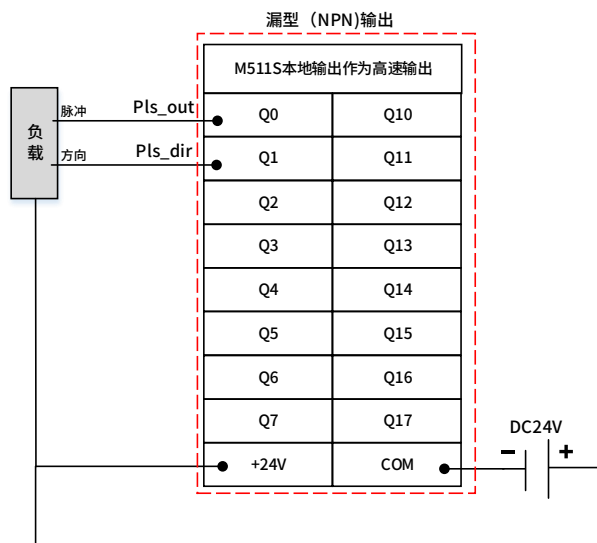 漏型（NPN)输出
M511S本地输出作为高速输出
脉冲 Pls_out
Q0 Q10
负载
方向 Pls_dir
Q1 Q11
Q2 Q12
Q3 Q13
Q4 Q14
Q5 Q15
Q6 Q16
Q7 Q17
DC24V
+24V COM
− +